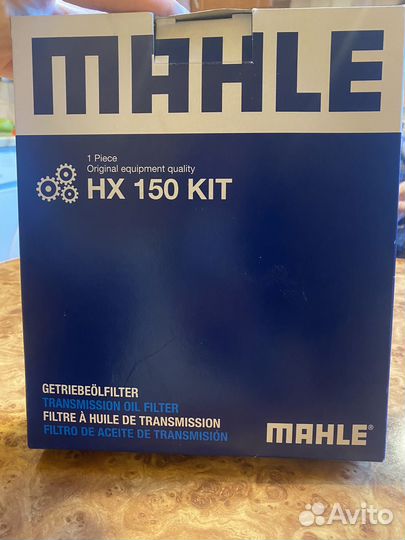 MAHLE
1 Piece
Original equipment quality
HX 150 KIT
GETRIEBEÖLFILTER
TRANSMISSION OIL FILTER
FILTRE À HUILE DE TRANSMISSION
FILTRO DE ACEITE DE TRANSMISIÓN
MAHLE®
Avito